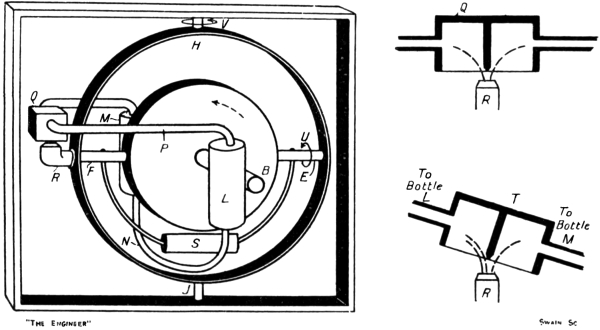 V
H
Q
M
P
U
R
F
L
B
E
N
S
J
"THE ENGINEER"
Q
R
To
Bottle
L
T
To
Bottle
M
R
SWAIN SC